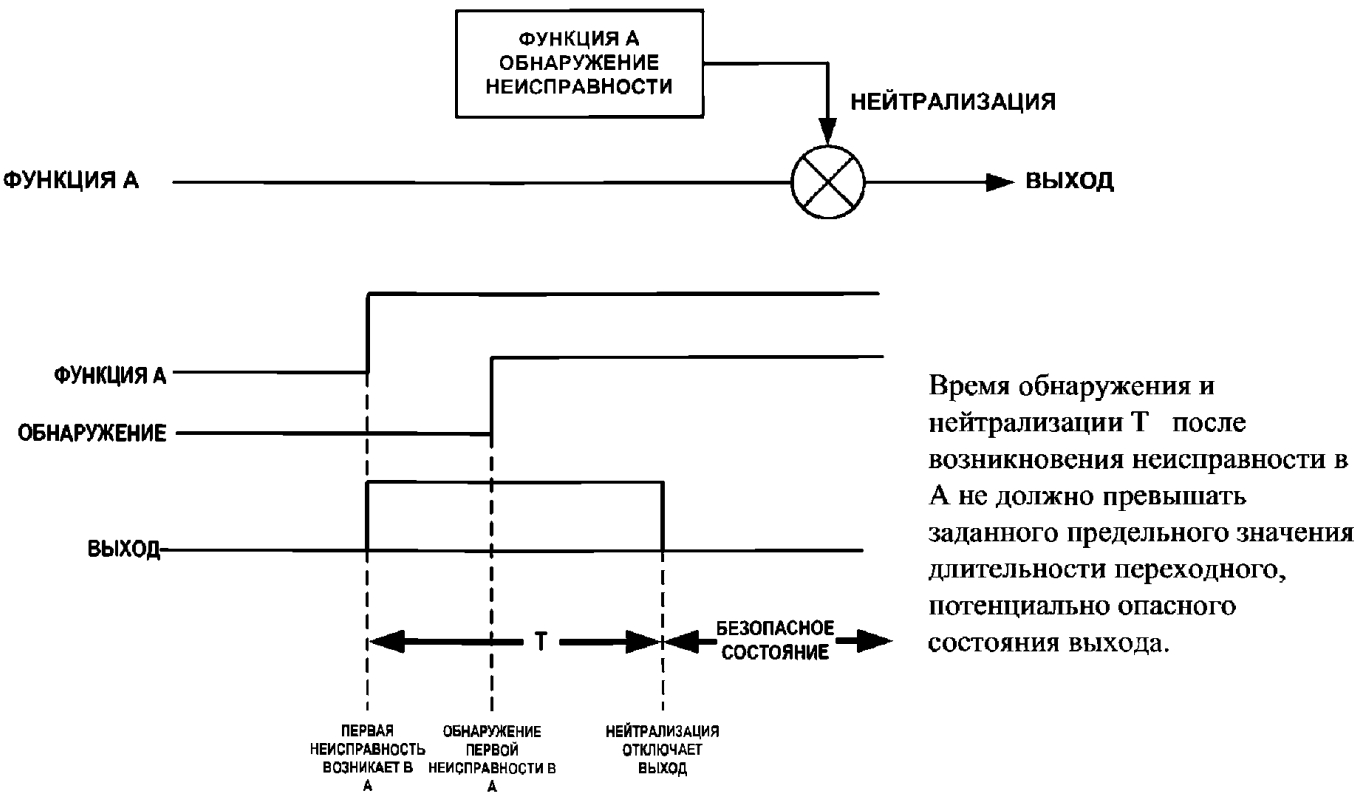 ФУНКЦИЯ А
ОБНАРУЖЕНИЕ
НЕИСПРАВНОСТИ
НЕЙТРАЛИЗАЦИЯ
ФУНКЦИЯ А
ВЫХОД
ФУНКЦИЯ А
ОБНАРУЖЕНИЕ
ВЫХОД
Время обнаружения и
нейтрализации Т после
возникновения неисправности в
А не должно превышать
заданного предельного значения
длительности переходного,
потенциально опасного
состояния выхода.
Т
БЕЗОПАСНОЕ
СОСТОЯНИЕ
ПЕРВАЯ
НЕИСПРАВНОСТЬ
ВОЗНИКАЕТ В
А
ОБНАРУЖЕНИЕ
ПЕРВОЙ
НЕИСПРАВНОСТИ В
А
НЕЙТРАЛИЗАЦИЯ
ОТКЛЮЧАЕТ
ВЫХОД